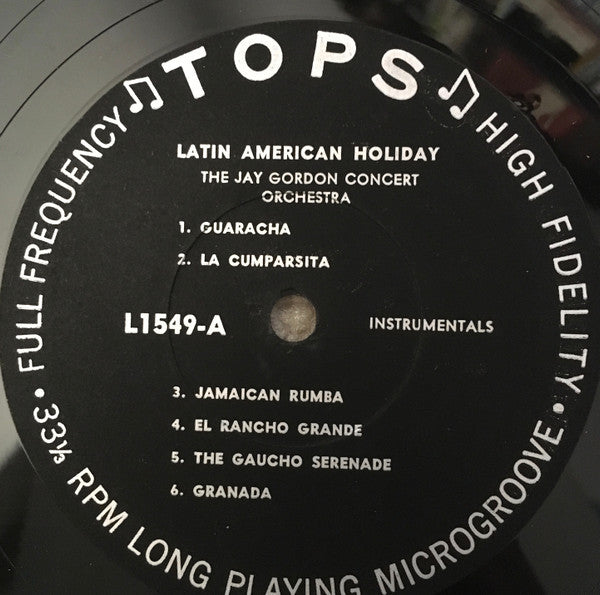 TOPS
FULL FREQUENCY
HIGH FIDELITY
LATIN AMERICAN HOLIDAY
THE JAY GORDON CONCERT
ORCHESTRA
1. GUARACHA
2. LA CUMPARSITA
L1549-A
INSTRUMENTALS
3. JAMAICAN RUMBA
4. EL RANCHO GRANDE
5. THE GAUCHO SERENADE
6. GRANADA
• 33⅓ RPM LONG PLAYING MICROGROOVE •